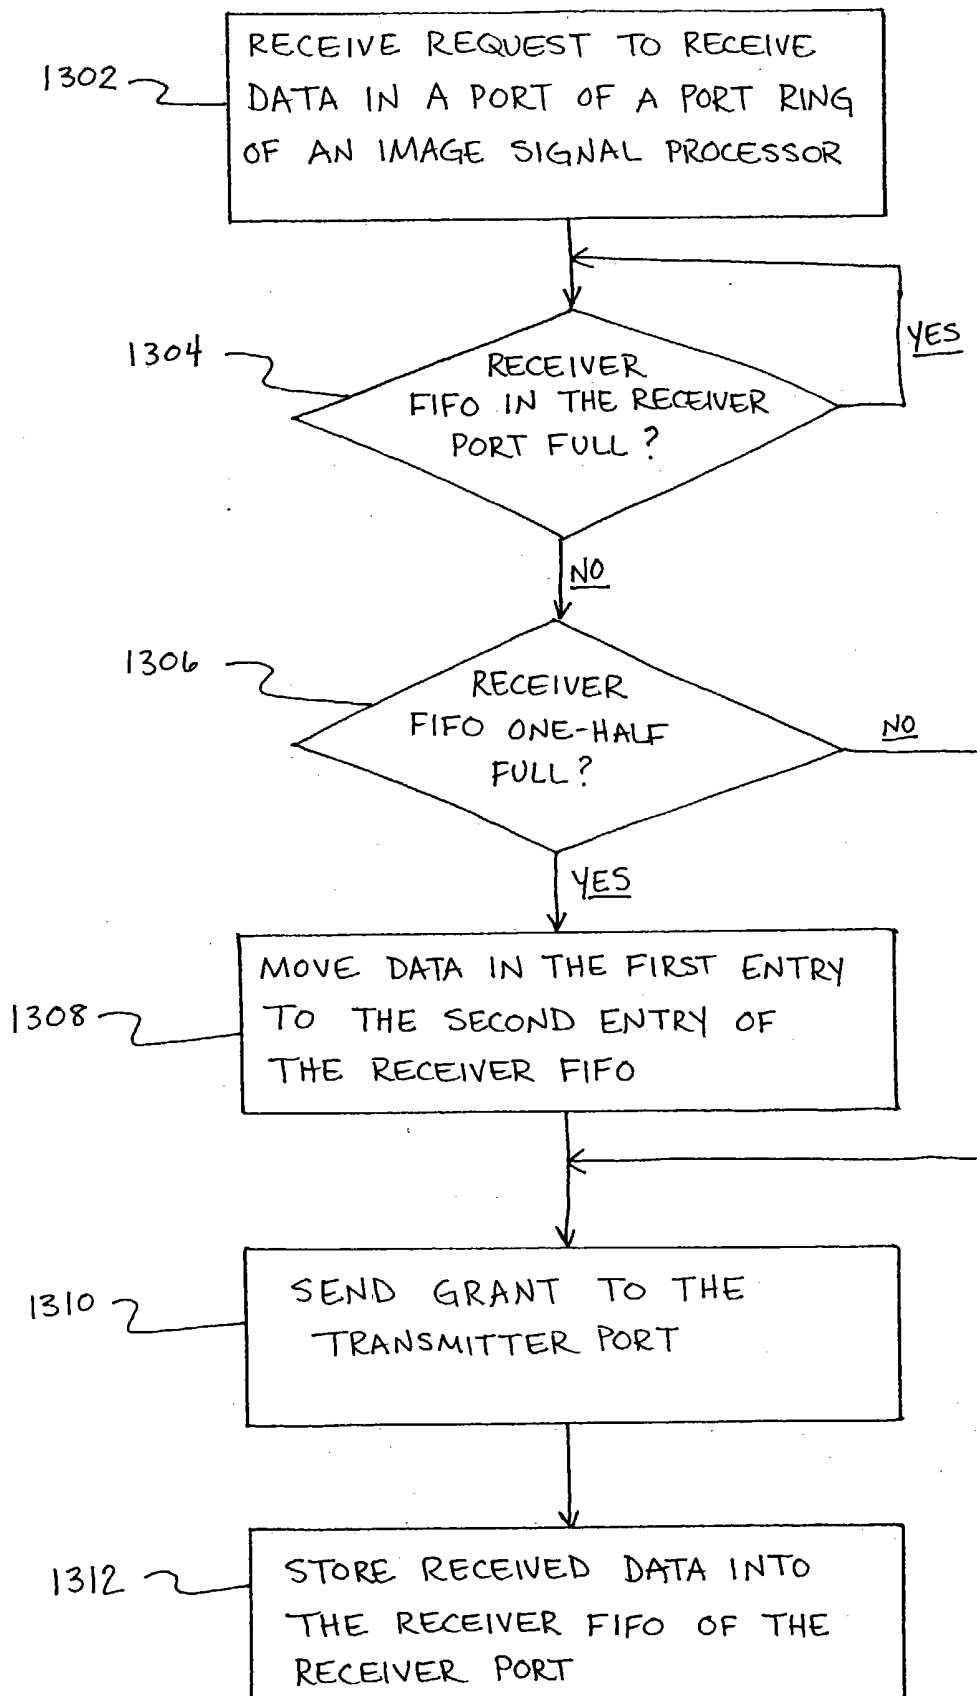 1302
RECEIVE REQUEST TO RECEIVE
DATA IN A PORT OF A PORT RING
OF AN IMAGE SIGNAL PROCESSOR
1304
RECEIVER
FIFO IN THE RECEIVER
PORT FULL?
YES
NO
1306
RECEIVER
FIFO ONE-HALF
FULL?
NO
YES
1308
MOVE DATA IN THE FIRST ENTRY
TO THE SECOND ENTRY OF
THE RECEIVER FIFO
1310
SEND GRANT TO THE
TRANSMITTER PORT
1312
STORE RECEIVED DATA INTO
THE RECEIVER FIFO OF THE
RECEIVER PORT